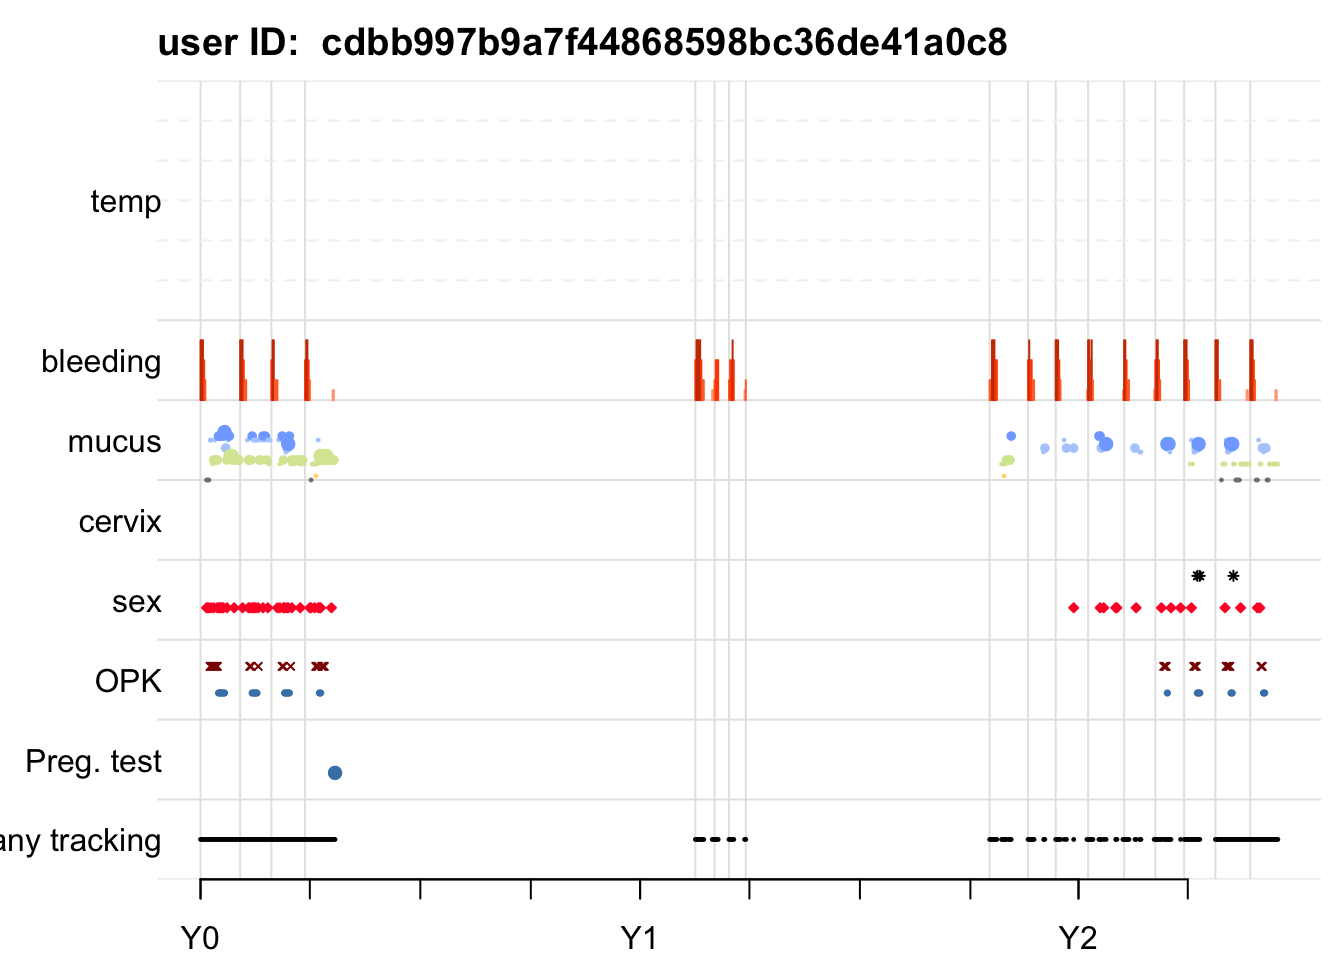 user ID:  cdbb997b9a7f44868598bc36de41a0c8
temp
bleeding
mucus
cervix
sex
OPK
Preg. test
any tracking
Y0 Y1 Y2